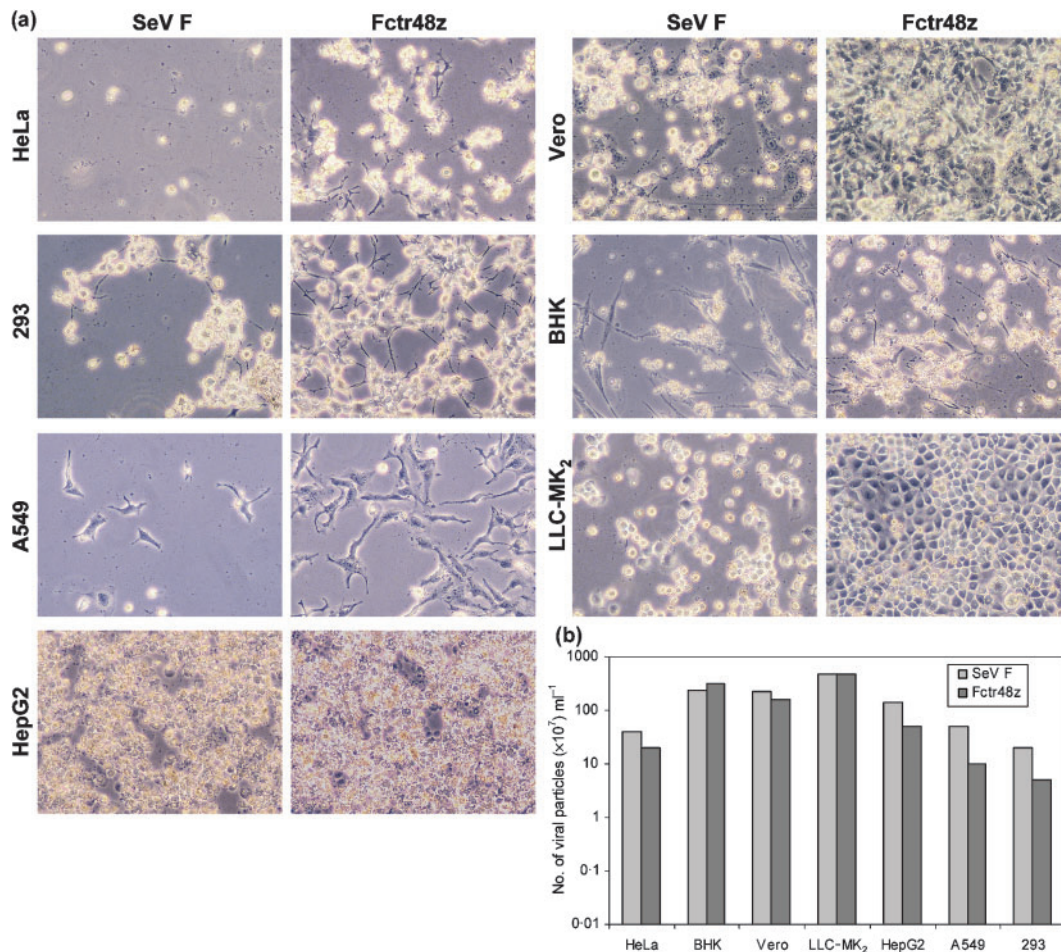 (a)
SeV F
Fctr48z
SeV F
Fctr48z
HeLa
Vero
293
BHK
A549
LLC-MK₂
HepG2
(b)
No. of viral particles (×10⁷) ml⁻¹
1000
100
10
1
0·1
0·01
SeV F
Fctr48z
HeLa
BHK
Vero
LLC-MK₂
HepG2
A549
293